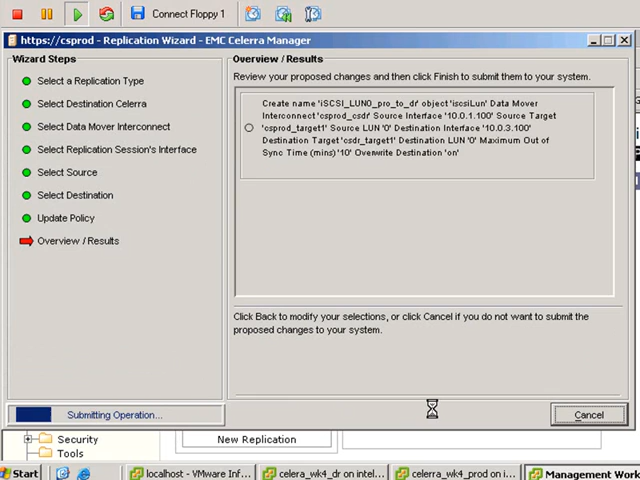 Connect Floppy 1
https://csprod - Replication Wizard - EMC Celerra Manager
Wizard Steps
Select a Replication Type
Select Destination Celerra
Select Data Mover Interconnect
Select Replication Session's Interface
Select Source
Select Destination
Update Policy
Overview / Results
Overview / Results
Review your proposed changes and then click Finish to submit them to your system.
Create name 'iSCSI_LUN0_pro_to_dr' object 'iscsiLun' Data Mover
Interconnect 'csprod_csdr' Source Interface '10.0.1.100' Source Target
'csprod_target1' Source LUN '0' Destination Interface '10.0.3.100'
Destination Target 'csdr_target1' Destination LUN '0' Maximum Out of
Sync Time (mins) '10' Overwrite Destination 'on'
Click Back to modify your selections, or click Cancel if you do not want to submit the
proposed changes to your system.
Submitting Operation...
Cancel
Security
Tools
New Replication
Start
localhost - VMware Inf...
celera_wk4_dr on intel...
celerra_wk4_prod on i...
Management Work